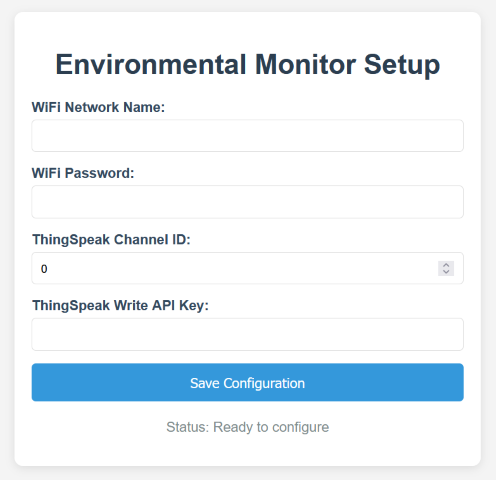 Environmental Monitor Setup
WiFi Network Name:
WiFi Password:
ThingSpeak Channel ID:
0
ThingSpeak Write API Key:
Save Configuration
Status: Ready to configure